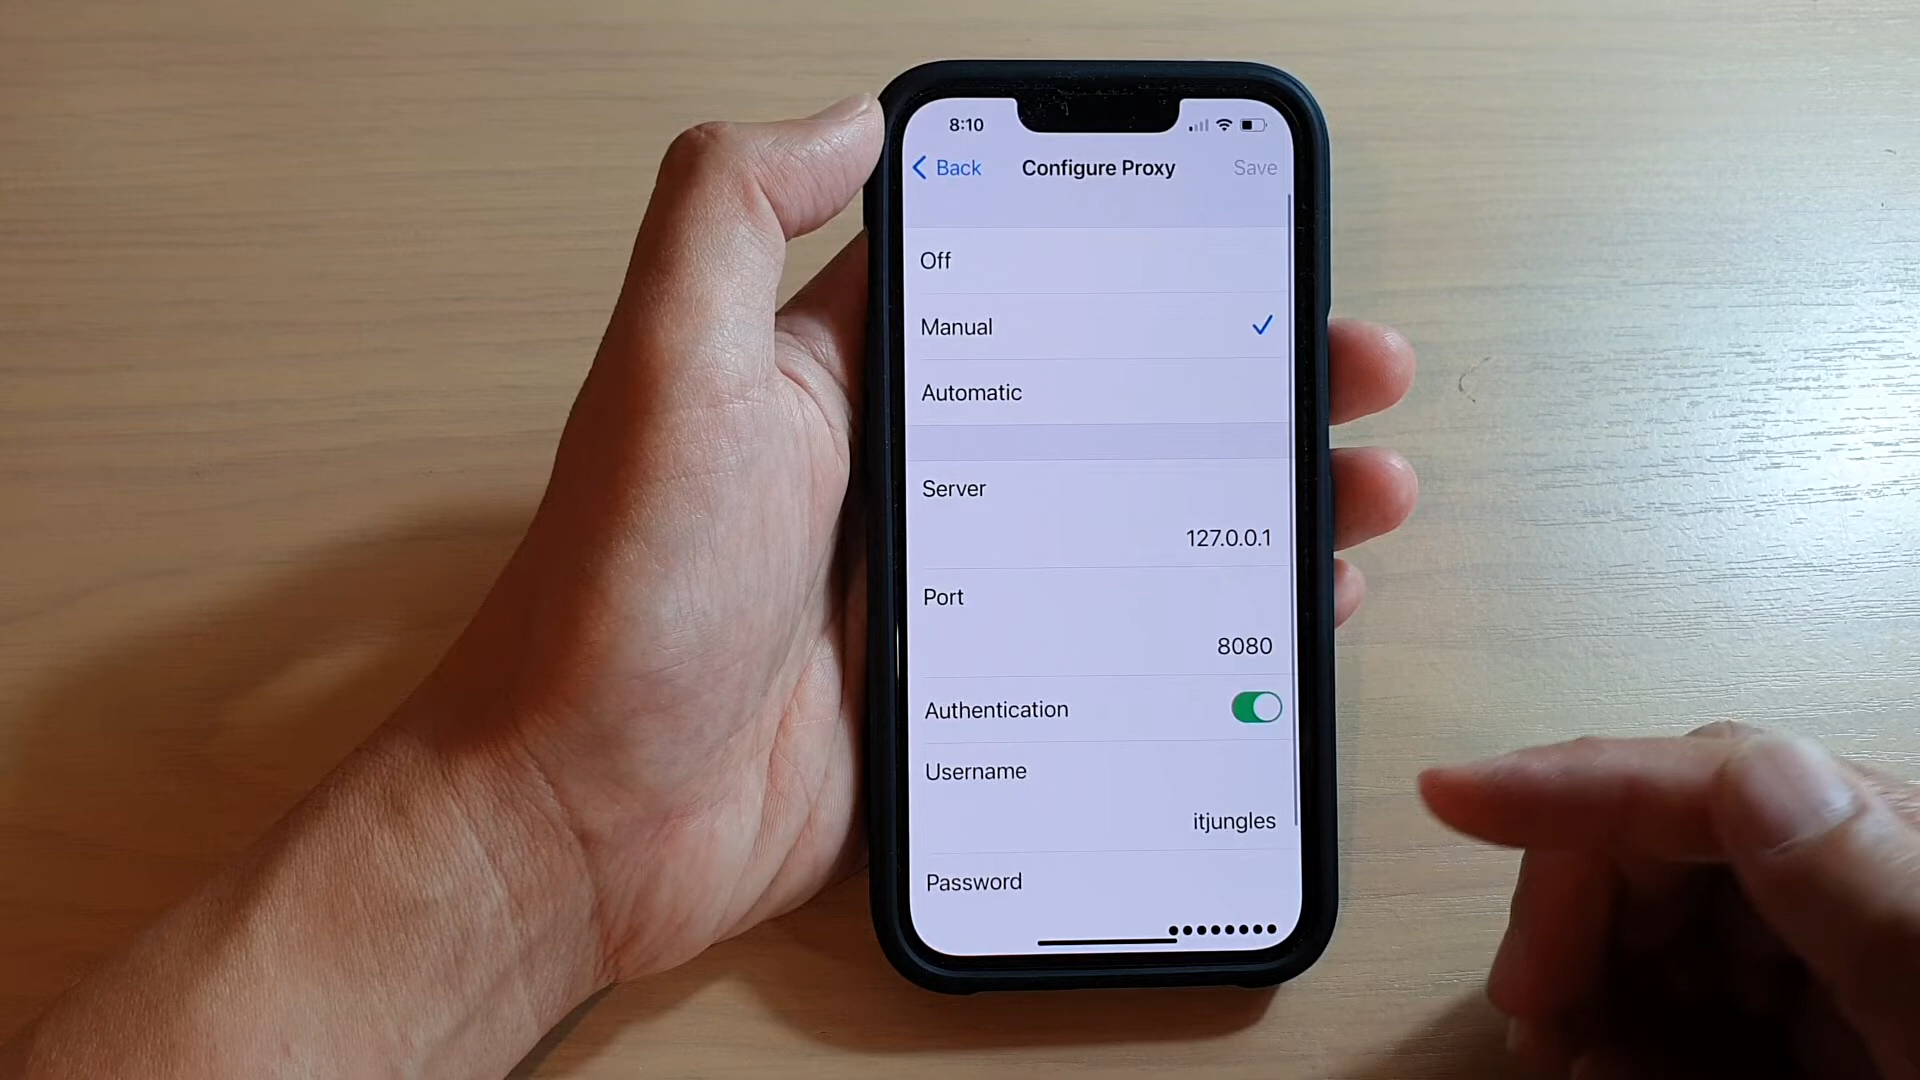 8:10
Back Configure Proxy Save
Off
Manual
Automatic
Server
127.0.0.1
Port
8080
Authentication
Username
itjungles
Password
••••••••